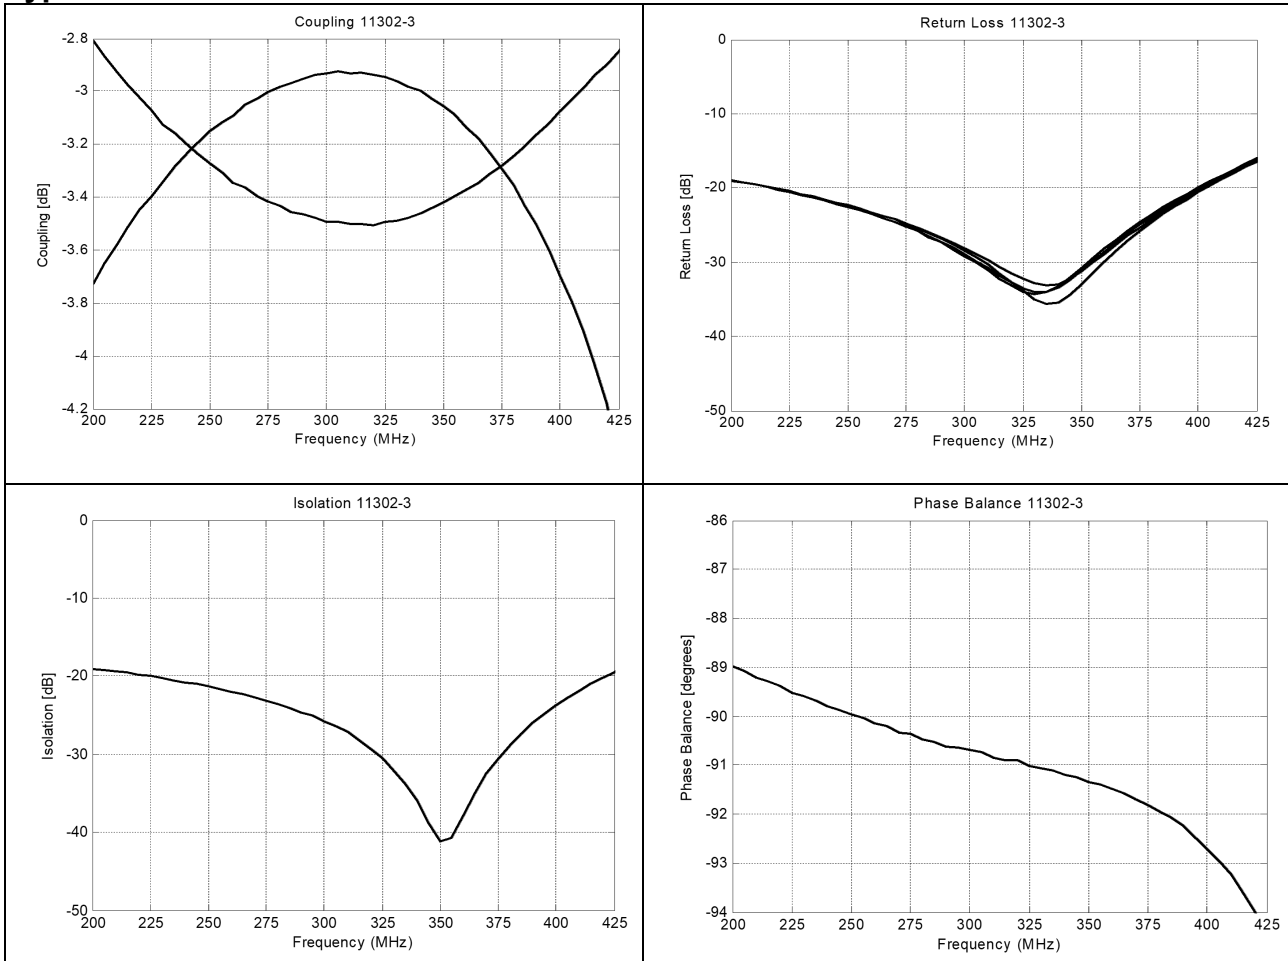 Coupling 11302-3
Coupling [dB]
-2.8
-3
-3.2
-3.4
-3.6
-3.8
-4
-4.2
200 225 250 275 300 325 350 375 400 425
Frequency (MHz)
Return Loss 11302-3
Return Loss [dB]
0
-10
-20
-30
-40
-50
200 225 250 275 300 325 350 375 400 425
Frequency (MHz)
Isolation 11302-3
Isolation [dB]
0
-10
-20
-30
-40
-50
200 225 250 275 300 325 350 375 400 425
Frequency (MHz)
Phase Balance 11302-3
Phase Balance [degrees]
-86
-87
-88
-89
-90
-91
-92
-93
-94
200 225 250 275 300 325 350 375 400 425
Frequency (MHz)